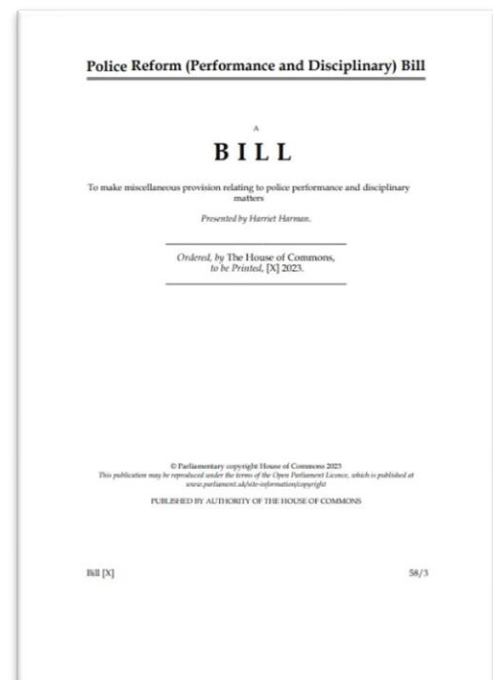 Police Reform (Performance and Disciplinary) Bill
A
BILL
To make miscellaneous provision relating to police performance and disciplinary
matters
Presented by Harriet Harman.
Ordered, by The House of Commons,
to be Printed, [X] 2023.
© Parliamentary copyright House of Commons 2023
This publication may be reproduced under the terms of the Open Parliament Licence, which is published at
www.parliament.uk/site-information/copyright
PUBLISHED BY AUTHORITY OF THE HOUSE OF COMMONS
Bill [X]
58/3